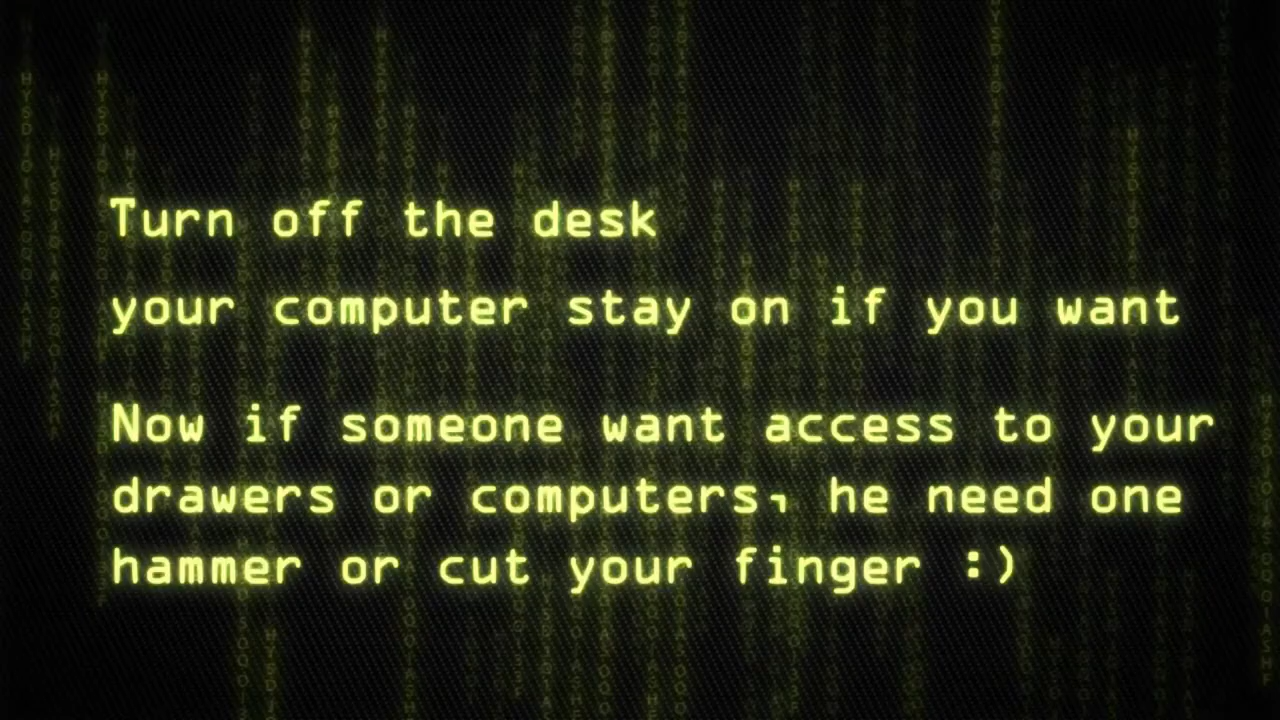 Turn off the desk
your computer stay on if you want
Now if someone want access to your
drawers or computers, he need one
hammer or cut your finger :)